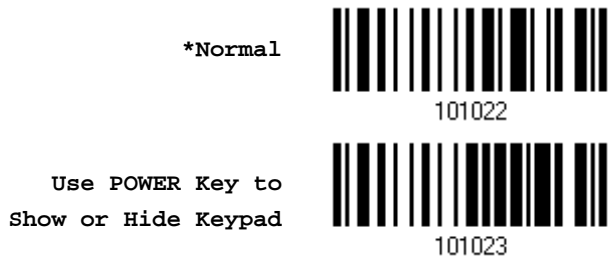 *Normal
101022
Use POWER Key to
Show or Hide Keypad
101023